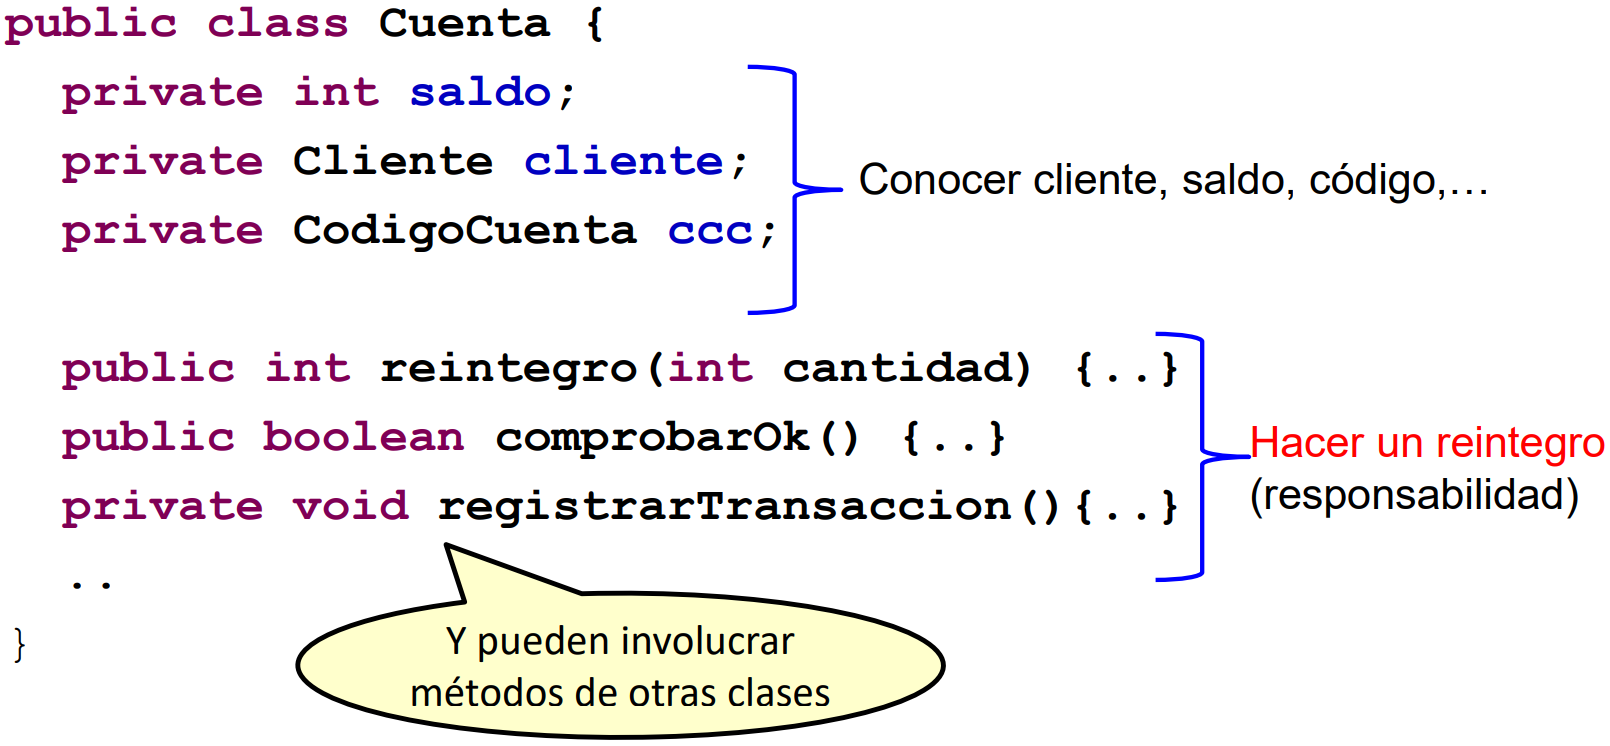 public class Cuenta {
private int saldo;
private Cliente cliente;
private CodigoCuenta ccc;
Conocer cliente, saldo, código,…
public int reintegro(int cantidad) {..}
public boolean comprobarOk() {..}
private void registrarTransaccion(){..}
Hacer un reintegro
(responsabilidad)
..
}
Y pueden involucrar
métodos de otras clases